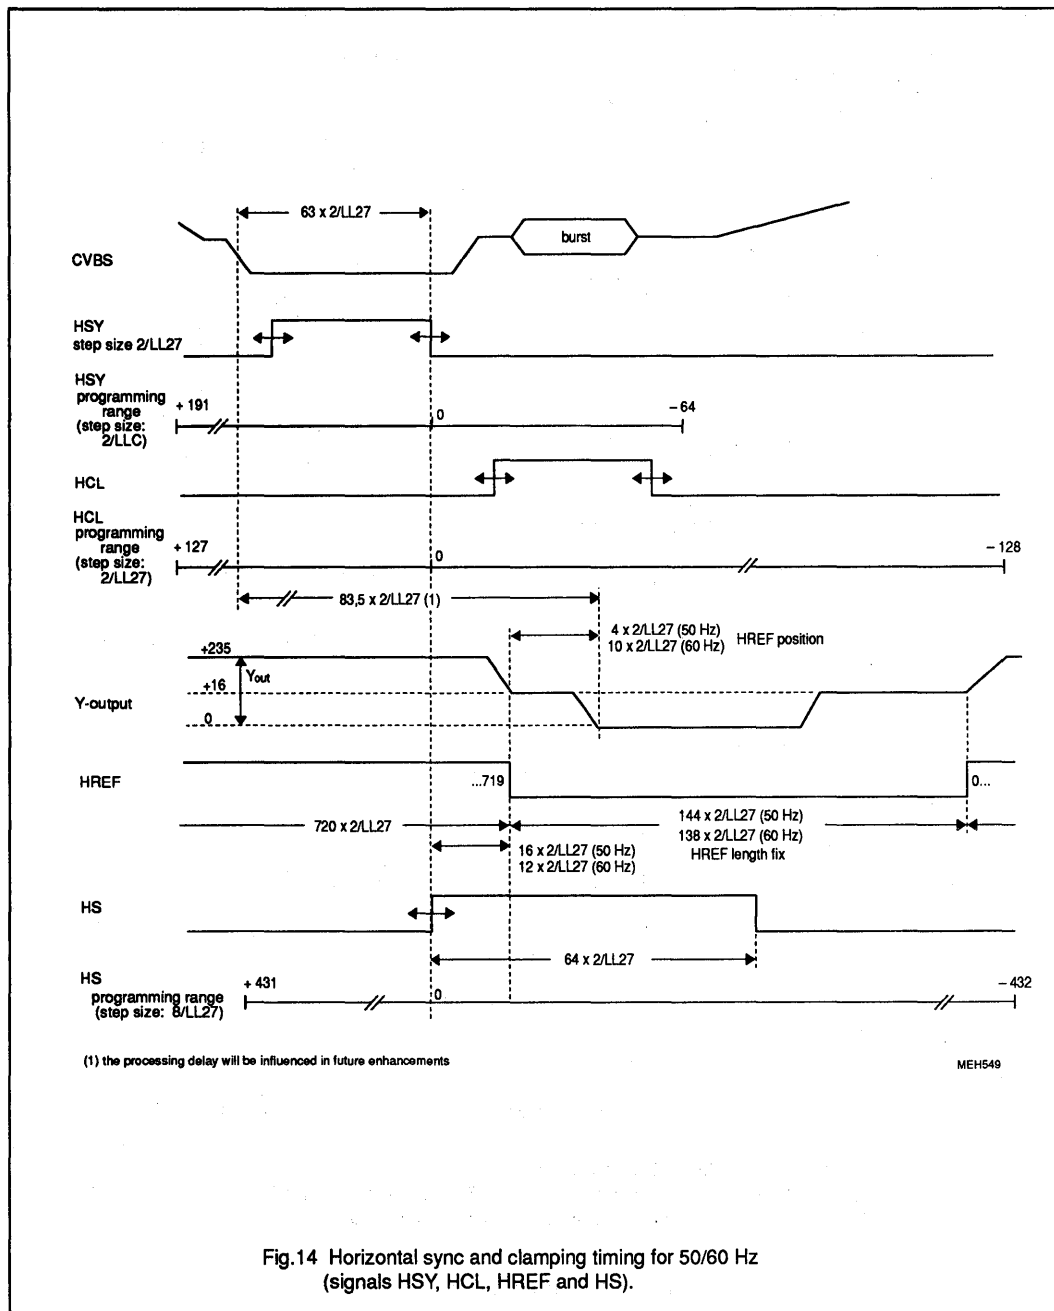 63 x 2/LL27
burst
CVBS
HSY
step size 2/LL27
HSY
programming
range
(step size:
2/LLC)
+ 191
0
– 64
HCL
HCL
programming
range
(step size:
2/LL27)
+ 127
0
– 128
83,5 x 2/LL27 (1)
4 x 2/LL27 (50 Hz)
10 x 2/LL27 (60 Hz)
HREF position
+235
Yout
+16
0
Y-output
HREF
...719
0...
720 x 2/LL27
144 x 2/LL27 (50 Hz)
138 x 2/LL27 (60 Hz)
HREF length fix
16 x 2/LL27 (50 Hz)
12 x 2/LL27 (60 Hz)
HS
64 x 2/LL27
HS
programming range
(step size: 8/LL27)
+ 431
0
– 432
(1) the processing delay will be influenced in future enhancements
MEH549
Fig.14 Horizontal sync and clamping timing for 50/60 Hz
(signals HSY, HCL, HREF and HS).